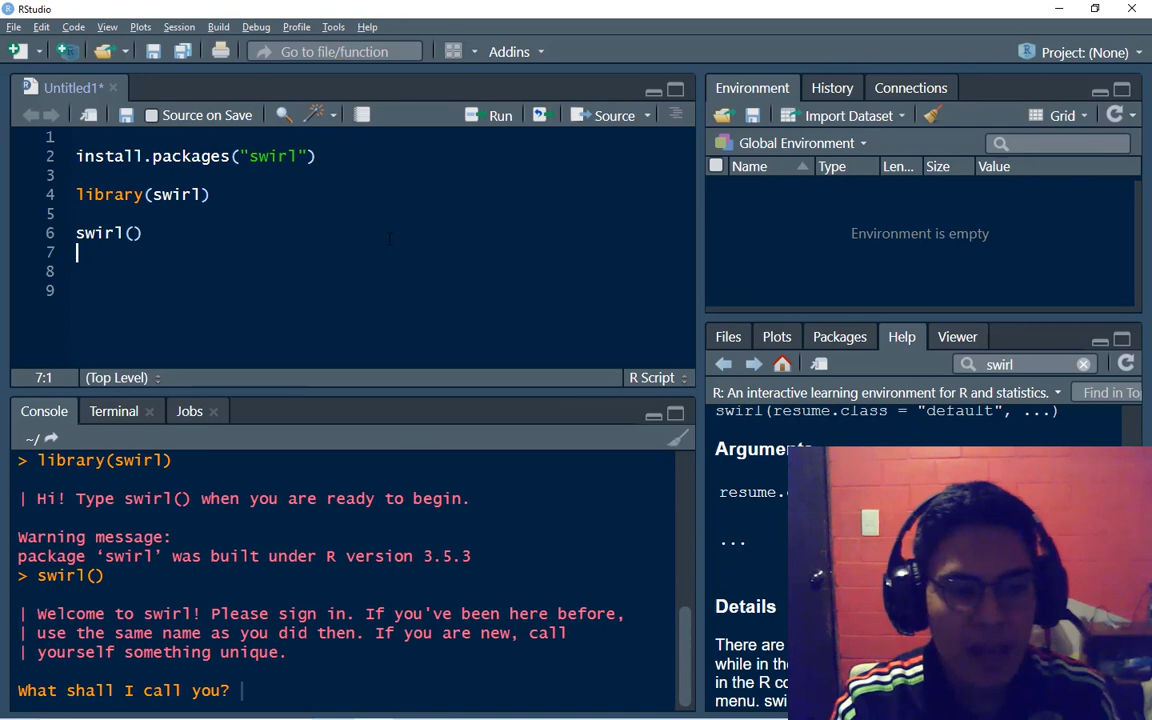 RStudio
File Edit Code View Plots Session Build Debug Profile Tools Help
Go to file/function Addins Project: (None)
Untitled1*
Source on Save Run Source
1
2 install.packages("swirl")
3
4 library(swirl)
5
6 swirl()
7
8
9
7:1 (Top Level) R Script
Console Terminal Jobs
~/
> library(swirl)
| Hi! Type swirl() when you are ready to begin.
Warning message:
package ‘swirl’ was built under R version 3.5.3
> swirl()
| Welcome to swirl! Please sign in. If you've been here before,
| use the same name as you did then. If you are new, call
| yourself something unique.
What shall I call you?
Environment History Connections
Import Dataset Grid
Global Environment
Name Type Len... Size Value
Environment is empty
Files Plots Packages Help Viewer
swirl
R: An interactive learning environment for R and statistics. Find in To
swirl(resume.class = "default", ...)
Arguments
resume.
...
Details
There are
while in the
in the R co
menu. swi